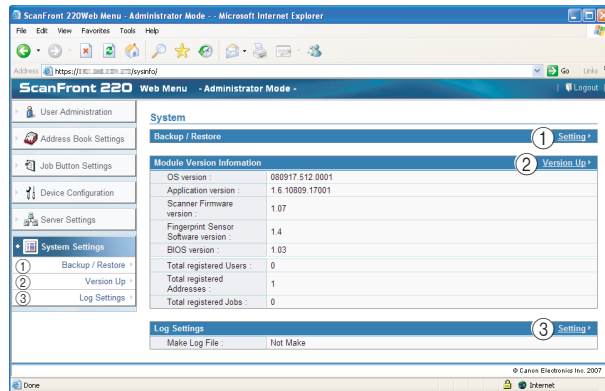 ScanFront 220Web Menu - Administrator Mode - - Microsoft Internet Explorer
File Edit View Favorites Tools Help
Address https:// /sysinfo/ Go Links
ScanFront 220 Web Menu - Administrator Mode - Logout
User Administration
Address Book Settings
Job Button Settings
Device Configuration
Server Settings
System Settings
1 Backup / Restore
2 Version Up
3 Log Settings
System
Backup / Restore 1 Setting
Module Version Infomation 2 Version Up
OS version : 080917.512.0001
Application version : 1.6.10809.17001
Scanner Firmware
version : 1.07
Fingerprint Sensor
Software version : 1.4
BIOS version : 1.03
Total registered Users : 0
Total registered
Addresses : 1
Total registered Jobs : 0
Log Settings 3 Setting
Make Log File : Not Make
© Canon Electronics Inc. 2007
Done Internet